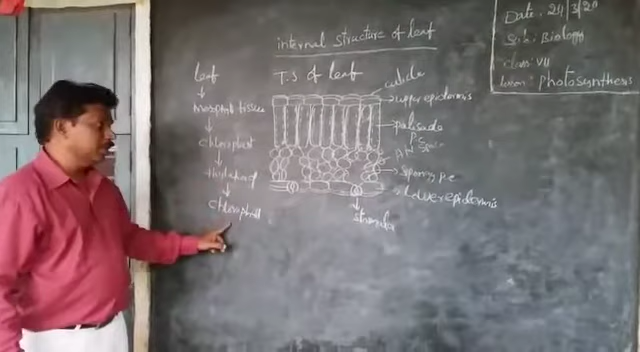 Date: 24/3/20
Sub: Biology
class: VII
Lesson: Photosynthesis
internal structure of leaf
T.S of leaf
leaf
↓
mesophyll tissue
↓
chloroplast
↓
thylakoid
↓
chlorophyll
cuticle
upper epidermis
palisade
sponge
Lower epidermis
stomata